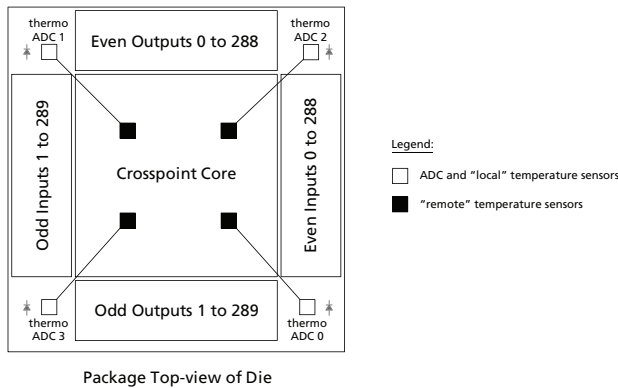 thermo
ADC 1
Even Outputs 0 to 288
thermo
ADC 2
Odd Inputs 1 to 289
Crosspoint Core
Even Inputs 0 to 288
thermo
ADC 3
Odd Outputs 1 to 289
thermo
ADC 0
Legend:
ADC and “local” temperature sensors
“remote” temperature sensors
Package Top-view of Die